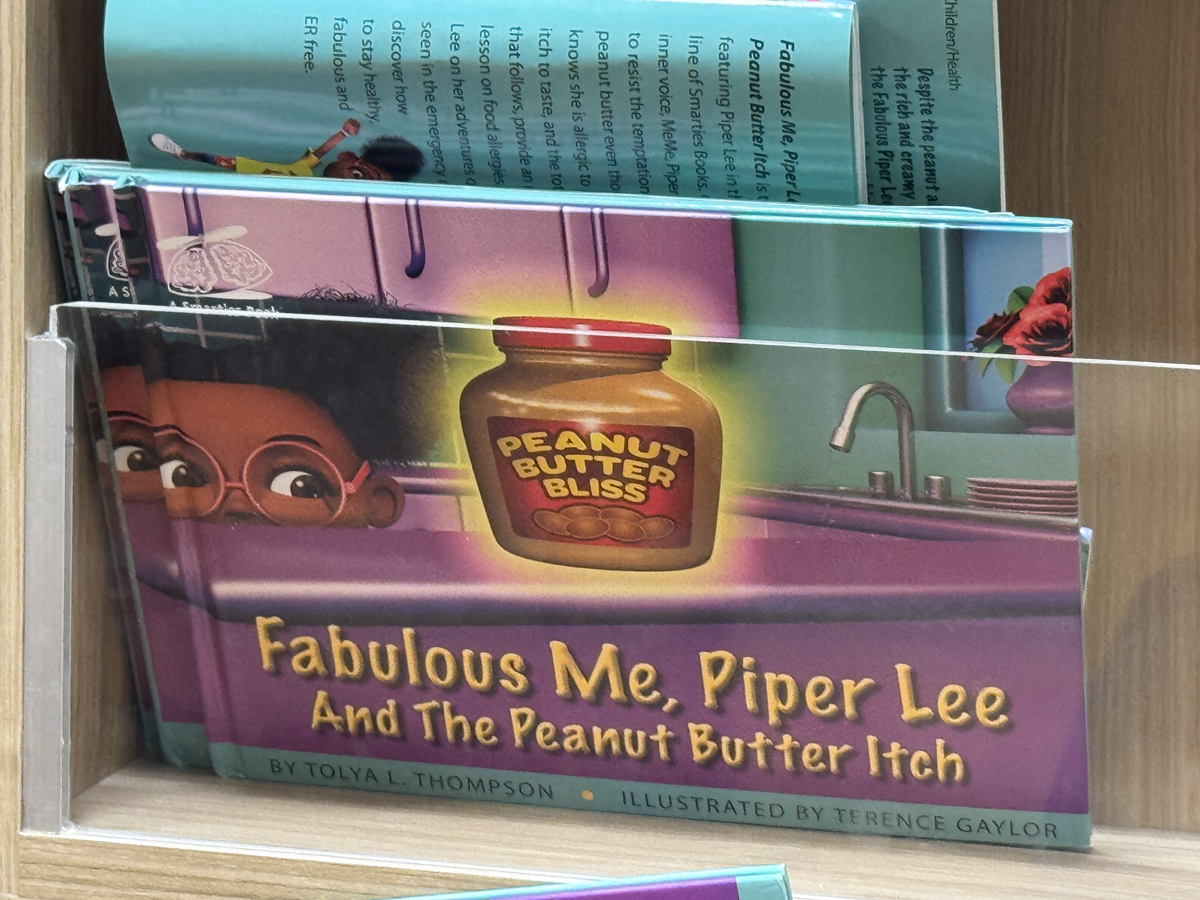 Children/Health
Despite the peanut a
the rich and creamy
the Fabulous Piper Lee
Fabulous Me, Piper Le
Peanut Butter Itch is
featuring Piper Lee in
line of Smarties Books.
inner voice, MeMe, Piper
to resist the temptation
peanut butter even tho
knows she is allergic to
itch to taste, and the tot
that follows, provide an
lesson on food allergies
Lee on her adventures
seen in the emergency
discover how
to stay healthy,
fabulous and
ER free.
A S
A Smarties Book
PEANUT
BUTTER
BLISS
Fabulous Me, Piper Lee
And The Peanut Butter Itch
BY TOLYA L. THOMPSON • ILLUSTRATED BY TERENCE GAYLOR